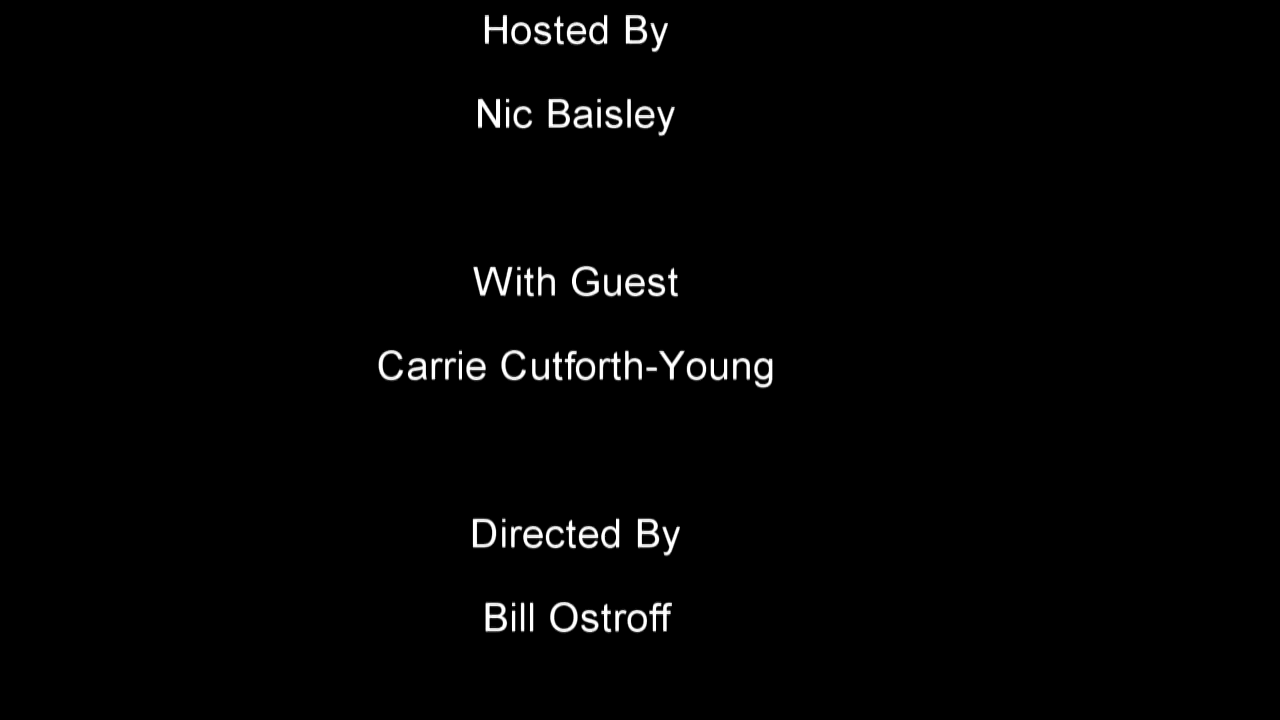 Hosted By
Nic Baisley
With Guest
Carrie Cutforth-Young
Directed By
Bill Ostroff